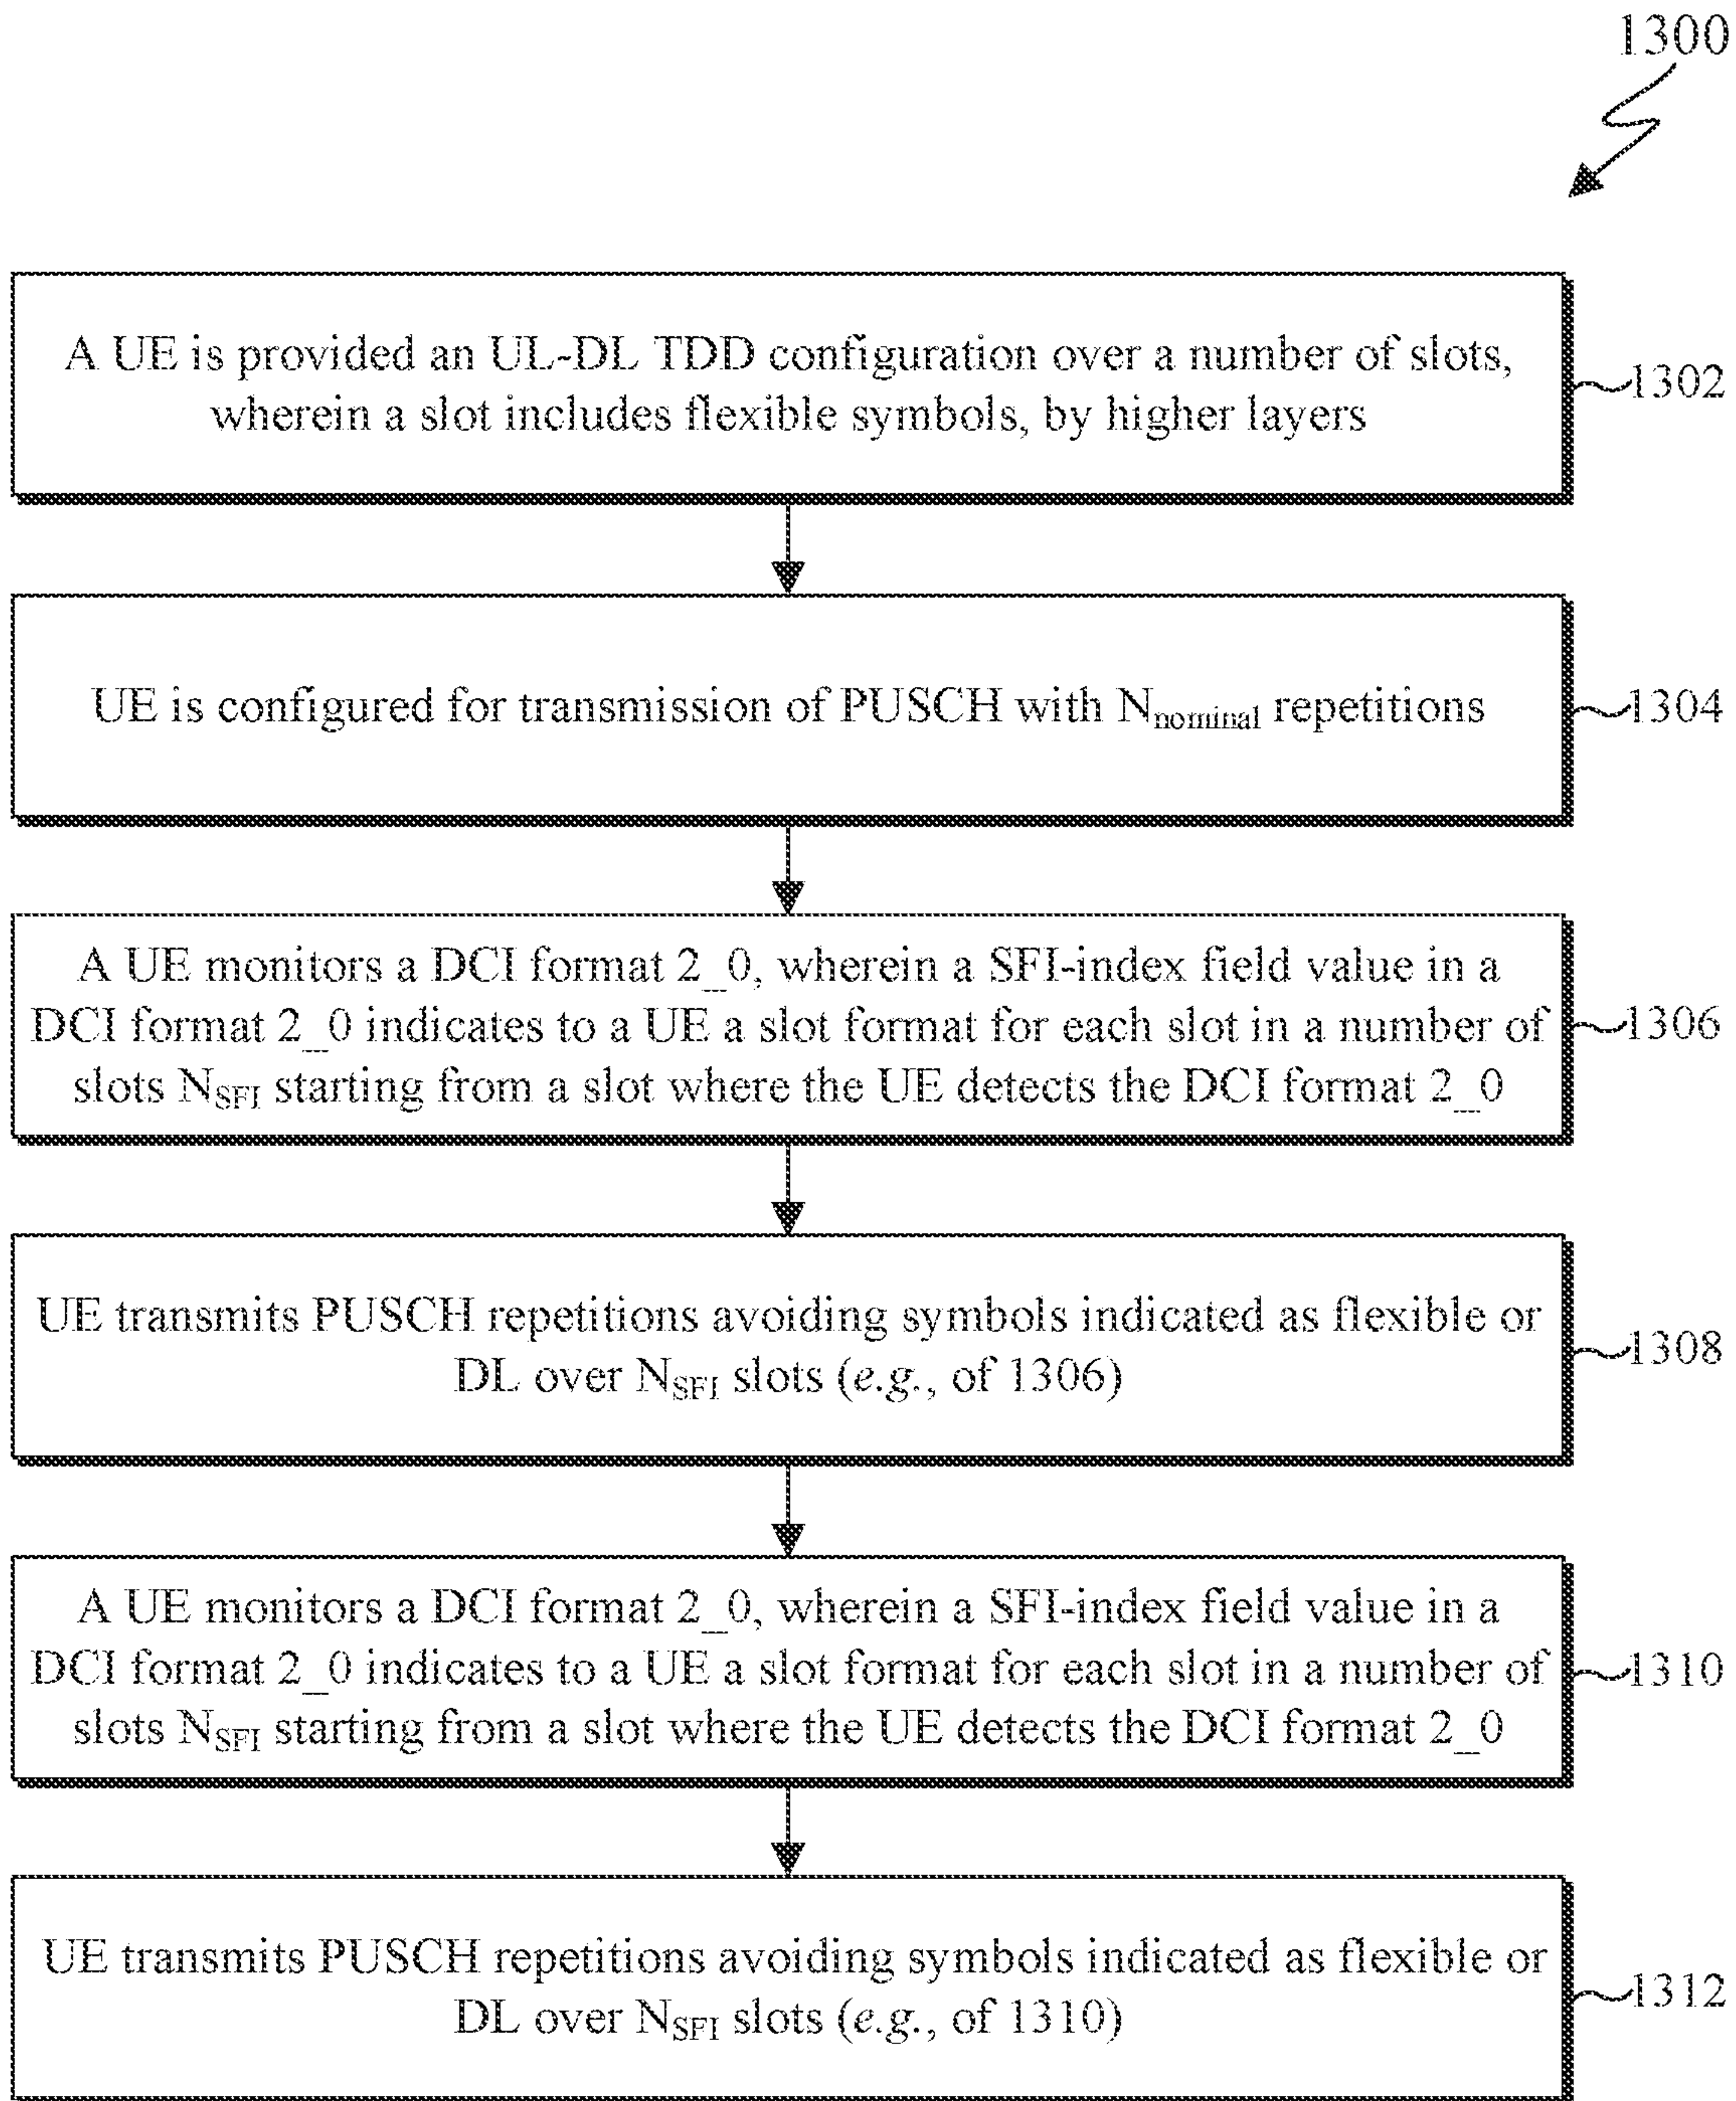 1300
A UE is provided an UL-DL TDD configuration over a number of slots,
wherein a slot includes flexible symbols, by higher layers
1302
UE is configured for transmission of PUSCH with Nnominal repetitions
1304
A UE monitors a DCI format 2_0, wherein a SFI-index field value in a
DCI format 2_0 indicates to a UE a slot format for each slot in a number of
slots NSFI starting from a slot where the UE detects the DCI format 2_0
1306
UE transmits PUSCH repetitions avoiding symbols indicated as flexible or
DL over NSFI slots (e.g., of 1306)
1308
A UE monitors a DCI format 2_0, wherein a SFI-index field value in a
DCI format 2_0 indicates to a UE a slot format for each slot in a number of
slots NSFI starting from a slot where the UE detects the DCI format 2_0
1310
UE transmits PUSCH repetitions avoiding symbols indicated as flexible or
DL over NSFI slots (e.g., of 1310)
1312